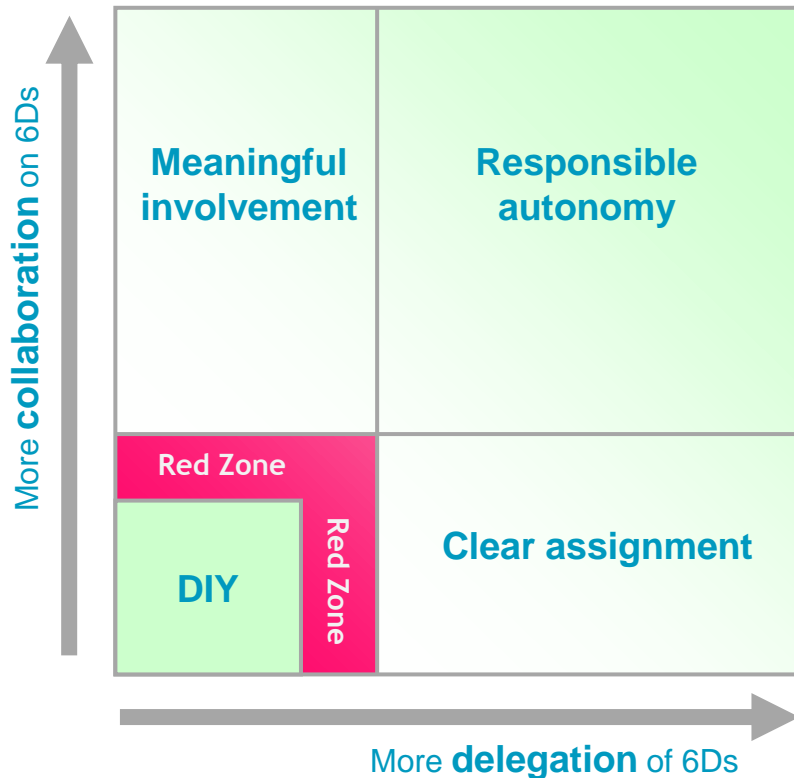 More collaboration on 6Ds
Meaningful
involvement
Responsible
autonomy
Red Zone
Red Zone
DIY
Clear assignment
More delegation of 6Ds